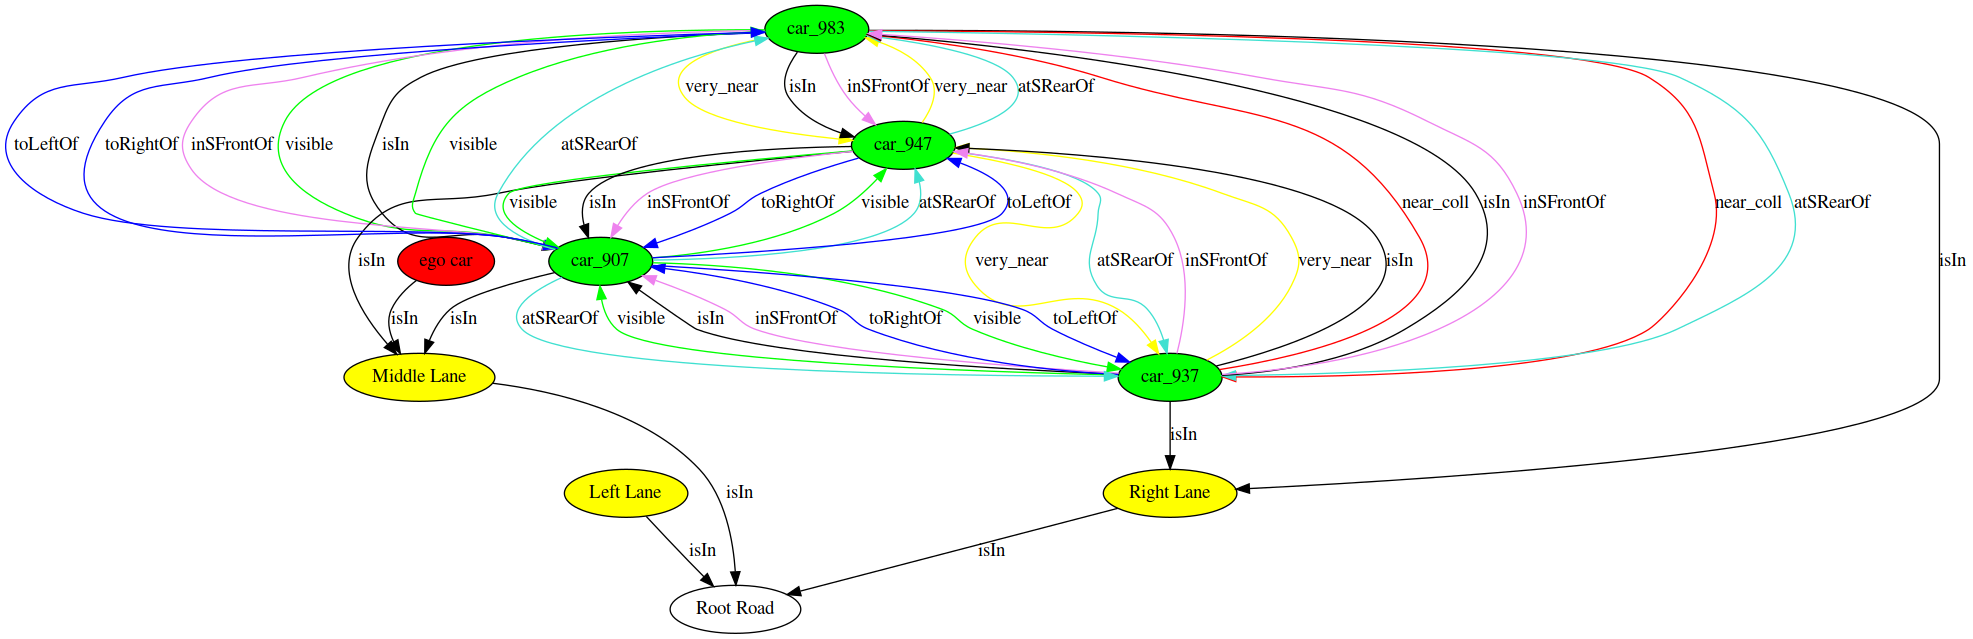 car_983
very_near
isIn
inSFrontOf
very_near
atSRearOf
toLeftOf
toRightOf
inSFrontOf
visible
isIn
visible
atSRearOf
car_947
visible
isIn
inSFrontOf
toRightOf
visible
atSRearOf
toLeftOf
near_coll
isIn
inSFrontOf
near_coll
atSRearOf
isIn
ego car
car_907
very_near
atSRearOf
inSFrontOf
very_near
isIn
isIn
isIn
isIn
atSRearOf
visible
isIn
inSFrontOf
toRightOf
visible
toLeftOf
Middle Lane
car_937
isIn
Left Lane
Right Lane
isIn
isIn
isIn
Root Road